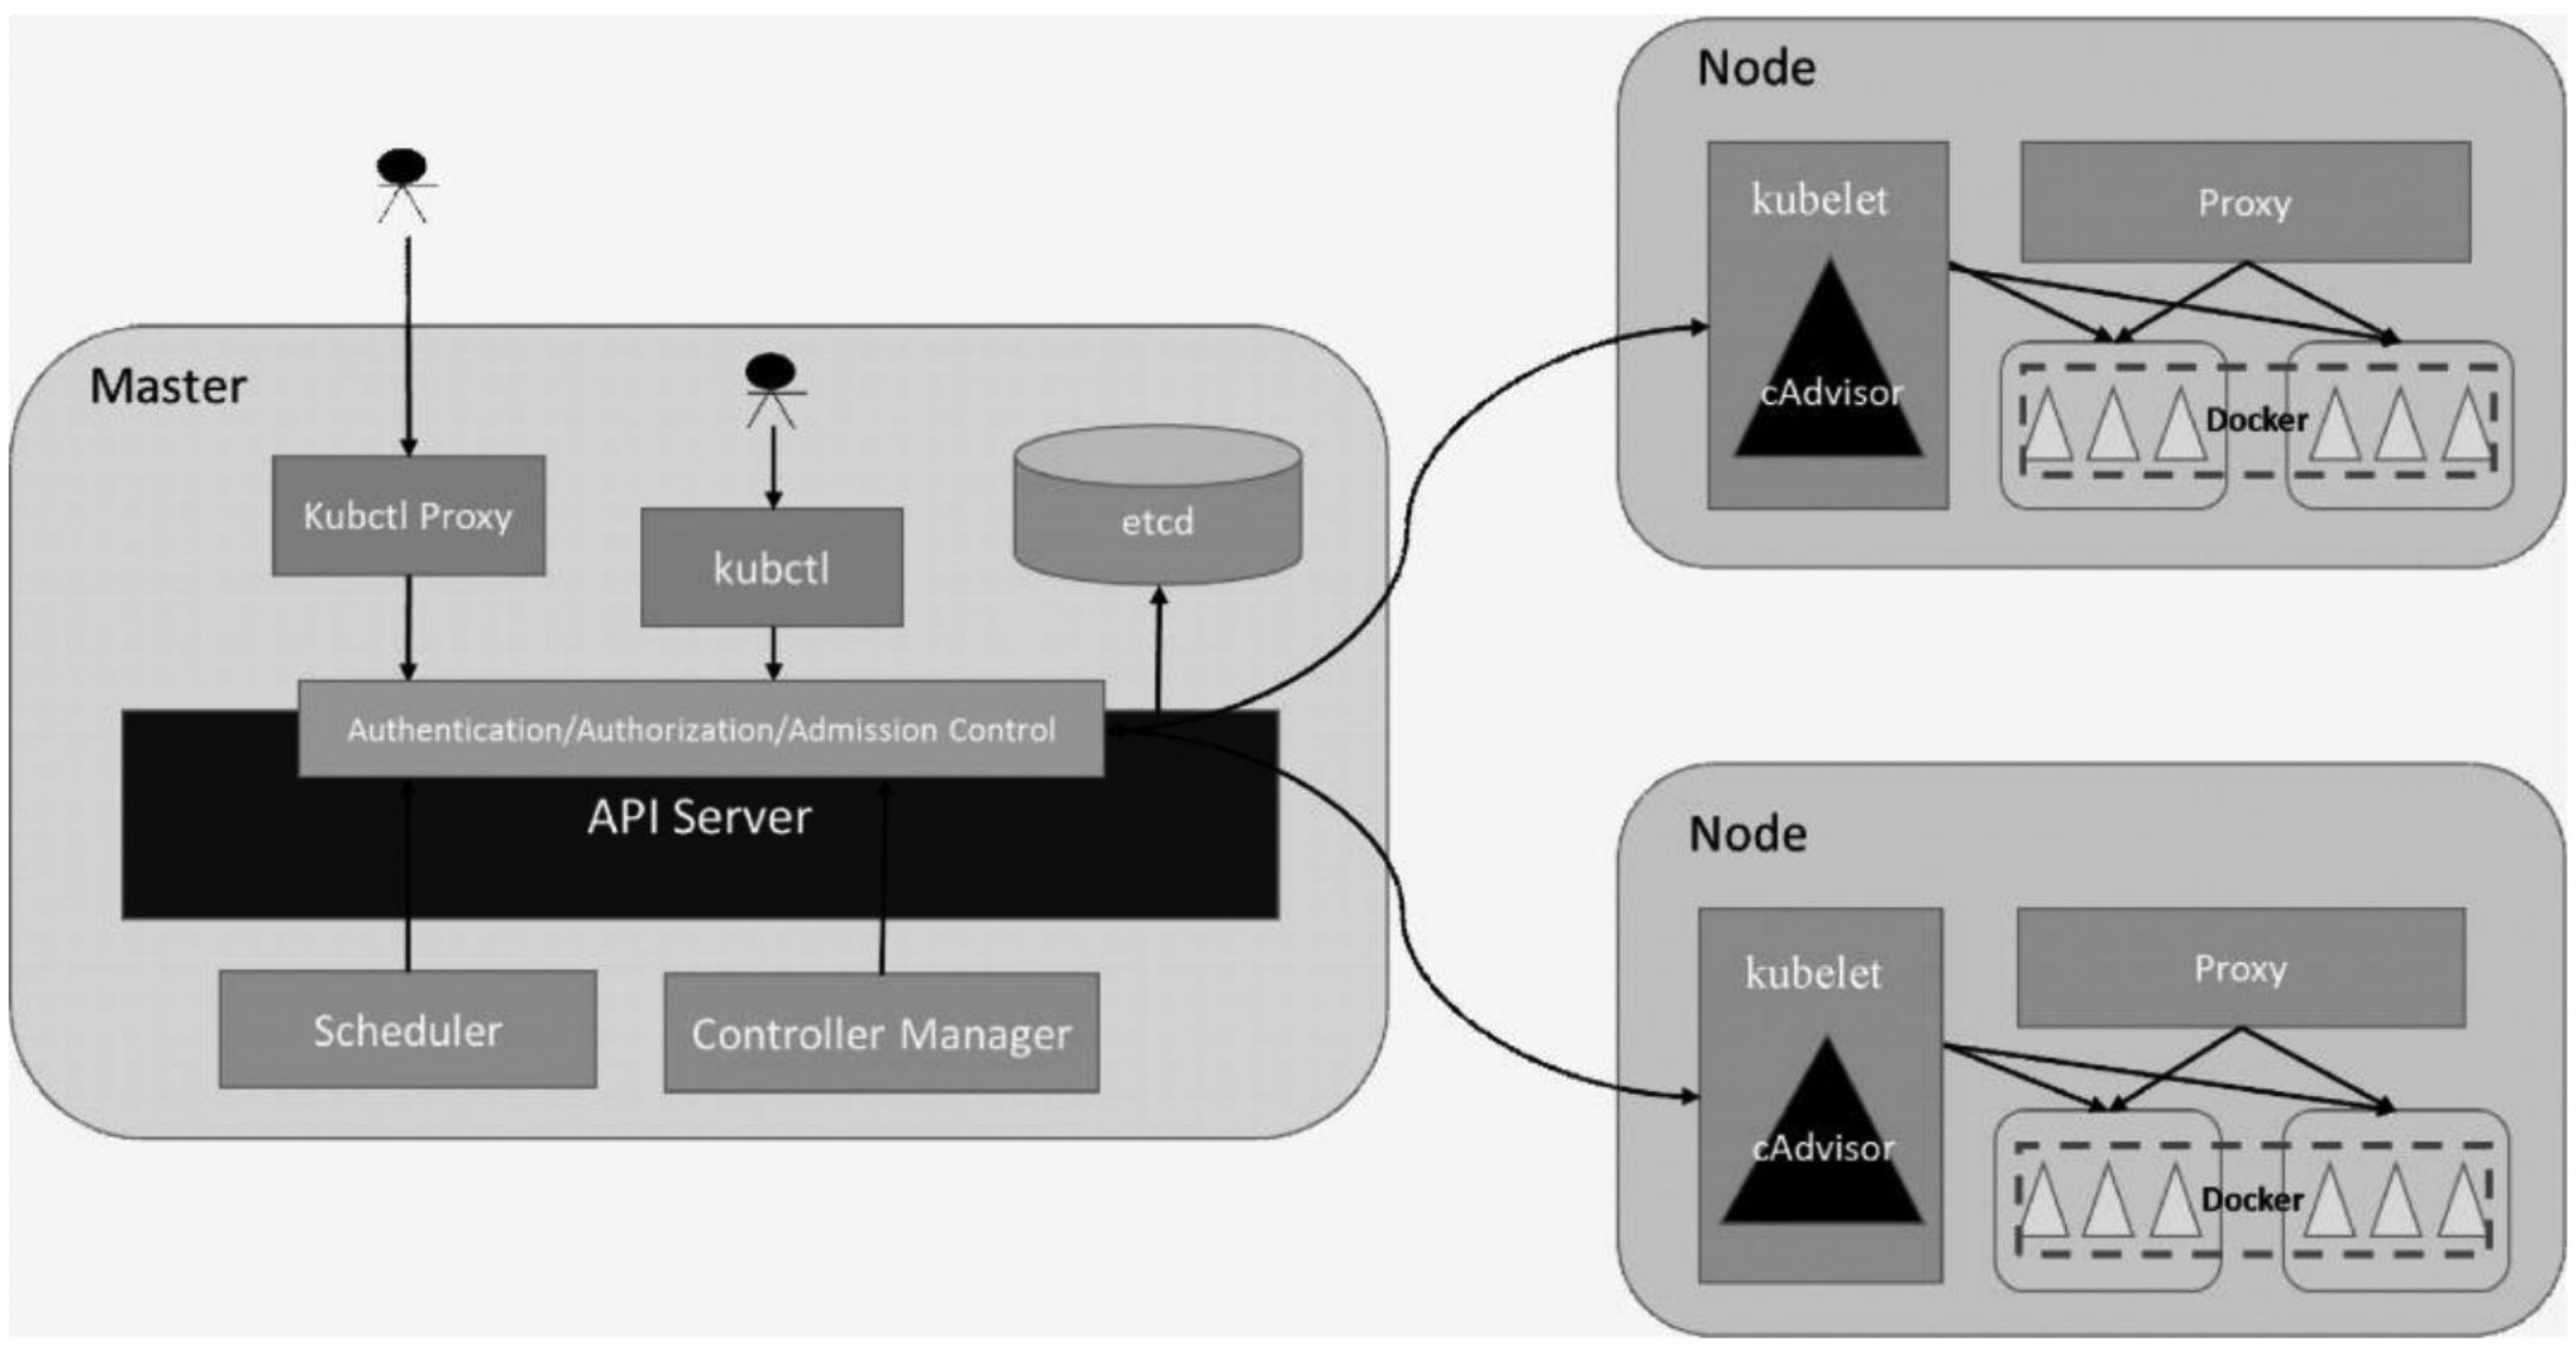 Master
Kubctl Proxy
kubctl
etcd
Authentication/Authorization/Admission Control
API Server
Scheduler
Controller Manager
Node
kubelet
cAdvisor
Proxy
Docker
Node
kubelet
cAdvisor
Proxy
Docker